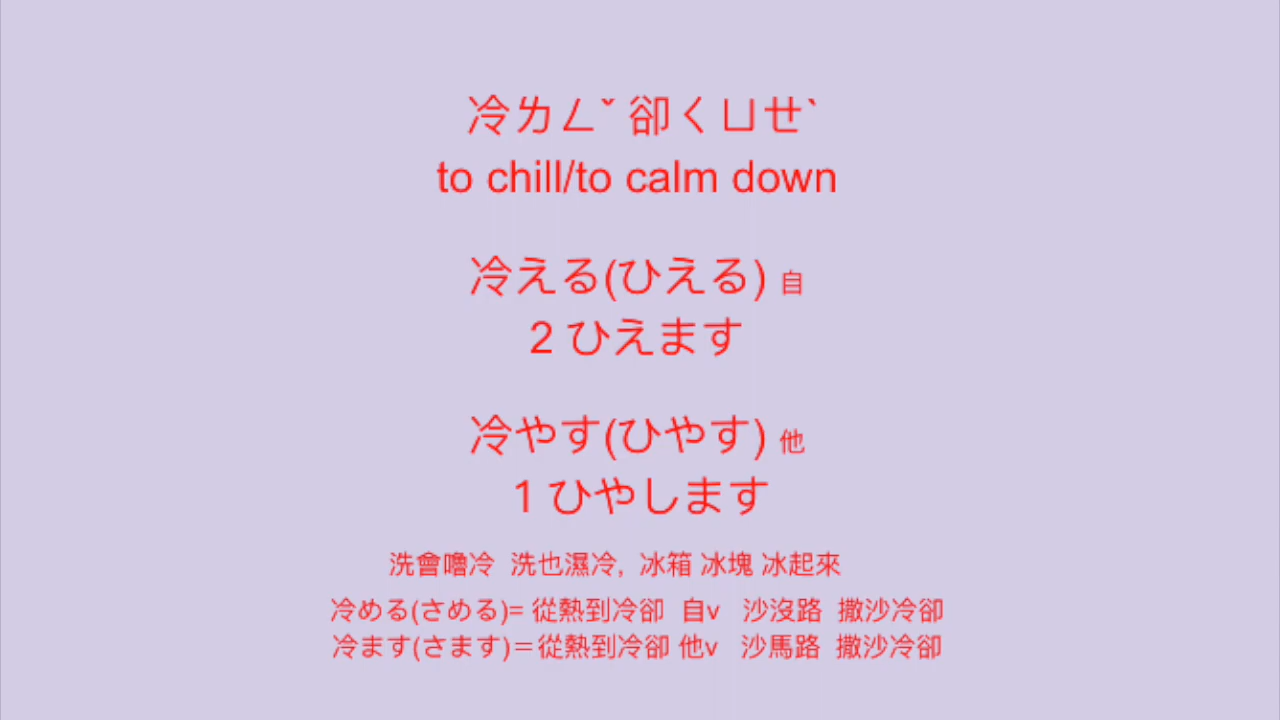 冷ㄌㄥˇ 卻ㄑㄩㄝˋ
to chill/to calm down
冷える(ひえる) 自
2 ひえます
冷やす(ひやす) 他
1 ひやします
洗會嚕冷 洗也濕冷, 冰箱 冰塊 冰起來
冷める(さめる)= 從熱到冷卻 自v 沙沒路 撒沙冷卻
冷ます(さます)＝從熱到冷卻 他v 沙馬路 撒沙冷卻